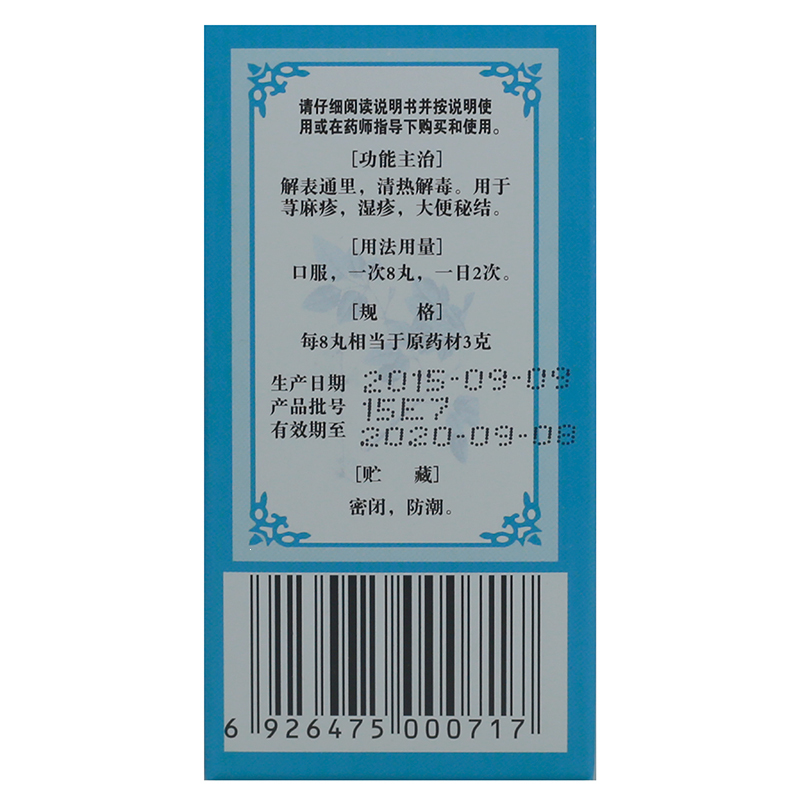 请仔细阅读说明书并按说明使
用或在药师指导下购买和使用。
[功能主治]
解表通里，清热解毒。用于
荨麻疹，湿疹，大便秘结。
[用法用量]
口服，一次8丸，一日2次。
[规 格]
每8丸相当于原药材3克
生产日期 2015-09-09
产品批号 15E7
有效期至 2020-09-08
[贮 藏]
密闭，防潮。
6 926475 000717